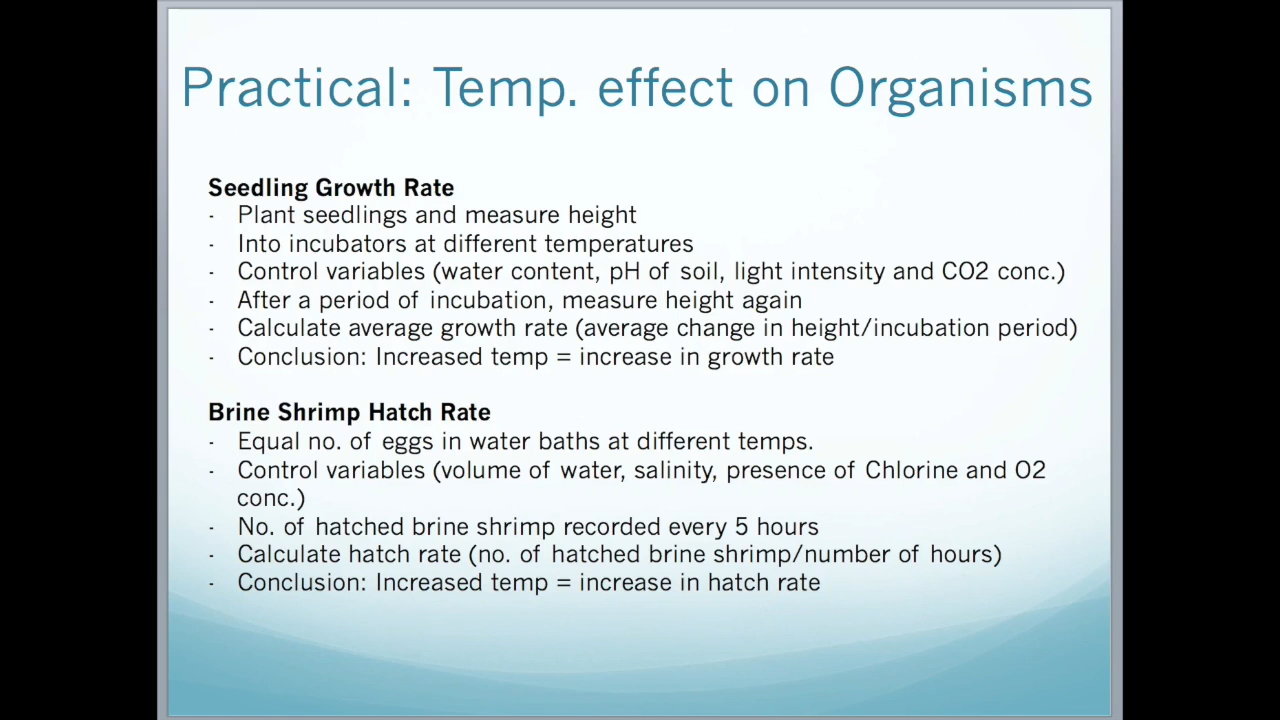 Practical: Temp. effect on Organisms
Seedling Growth Rate
- Plant seedlings and measure height
- Into incubators at different temperatures
- Control variables (water content, pH of soil, light intensity and CO2 conc.)
- After a period of incubation, measure height again
- Calculate average growth rate (average change in height/incubation period)
- Conclusion: Increased temp = increase in growth rate
Brine Shrimp Hatch Rate
- Equal no. of eggs in water baths at different temps.
- Control variables (volume of water, salinity, presence of Chlorine and O2
conc.)
- No. of hatched brine shrimp recorded every 5 hours
- Calculate hatch rate (no. of hatched brine shrimp/number of hours)
- Conclusion: Increased temp = increase in hatch rate